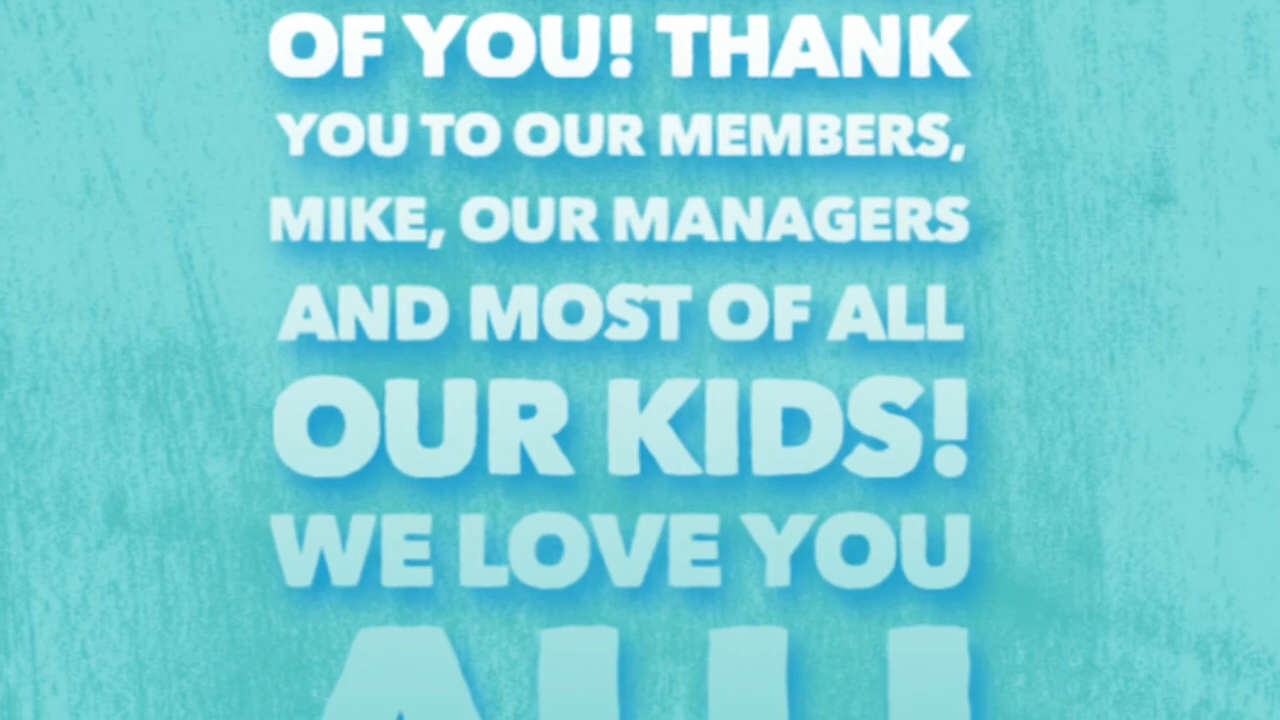 OF YOU! THANK
YOU TO OUR MEMBERS,
MIKE, OUR MANAGERS
AND MOST OF ALL
OUR KIDS!
WE LOVE YOU